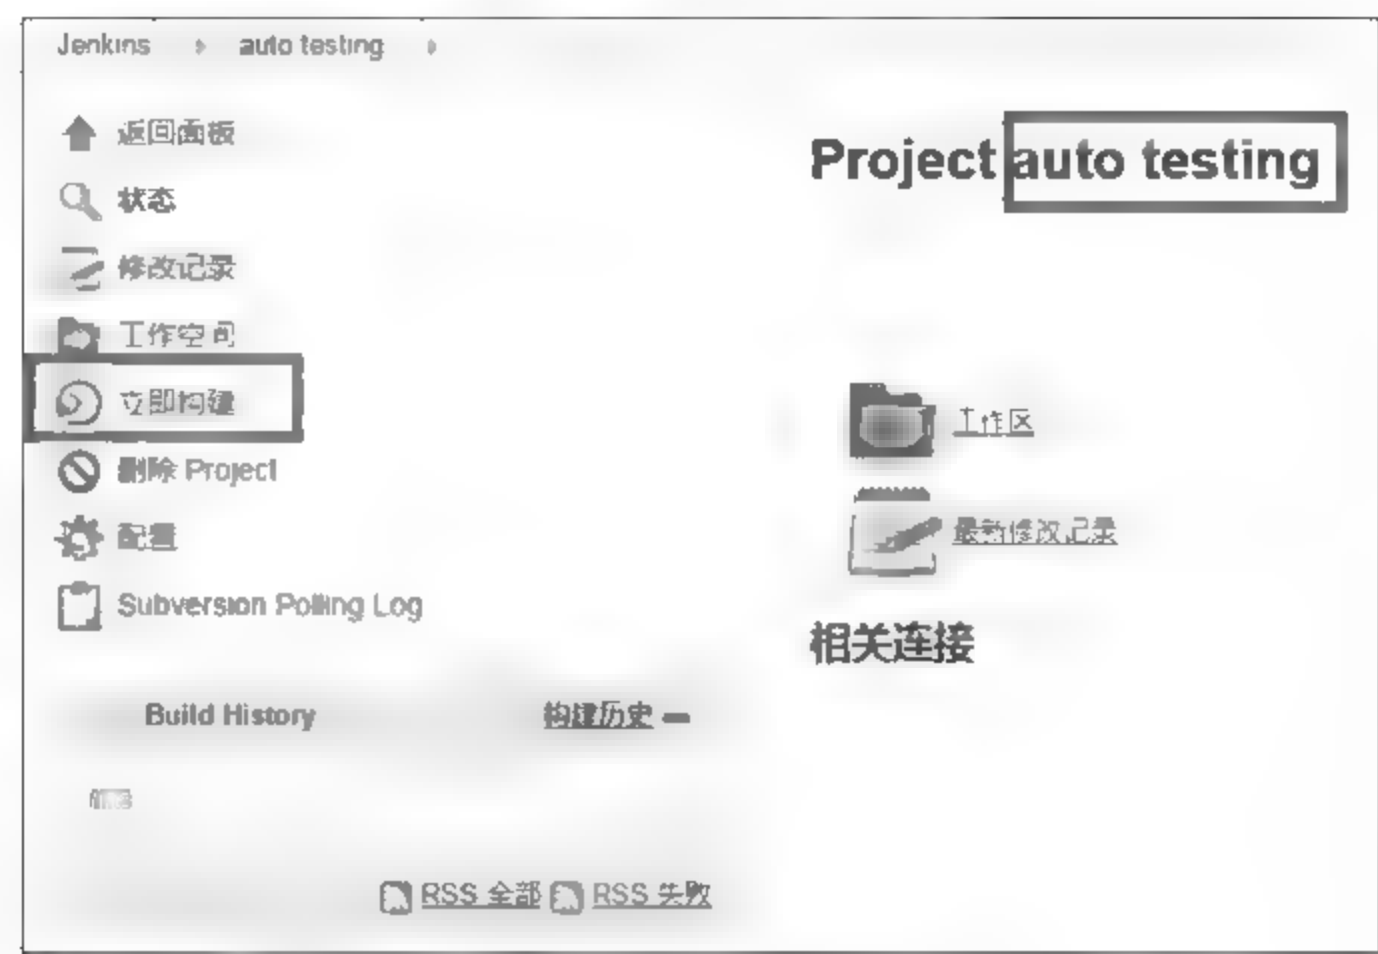 Jenkins auto testing
返回面板
状态
修改记录
工作空间
立即构建
删除 Project
配置
Subversion Polling Log
Build History 构建历史
RSS 全部 RSS 失败
Project auto testing
工作区
最新修改记录
相关连接